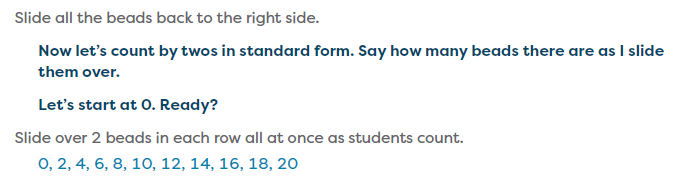 Slide all the beads back to the right side.
Now let’s count by twos in standard form. Say how many beads there are as I slide
them over.
Let’s start at 0. Ready?
Slide over 2 beads in each row all at once as students count.
0, 2, 4, 6, 8, 10, 12, 14, 16, 18, 20